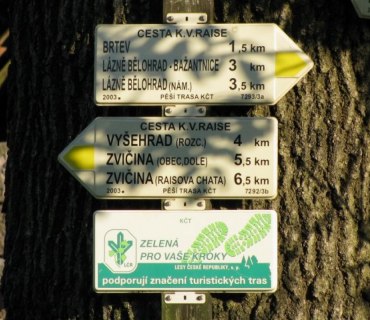 CESTA K.V.RAISE
BRTEV 1,5 km
LÁZNĚ BĚLOHRAD - BAŽANTNICE 3 km
LÁZNĚ BĚLOHRAD (NÁM.) 3,5 km
2003 PĚŠÍ TRASA KČT 7292/3a
CESTA K.V.RAISE
VYŠEHRAD (ROZC.) 4 km
ZVIČINA (OBEC,DOLE) 5,5 km
ZVIČINA (RAISOVA CHATA) 6,5 km
2003 PĚŠÍ TRASA KČT 7292/3b
KČT
ZELENÁ
PRO VAŠE KROKY
LČR
LESY ČESKÉ REPUBLIKY, s. p.
podporují značení turistických tras